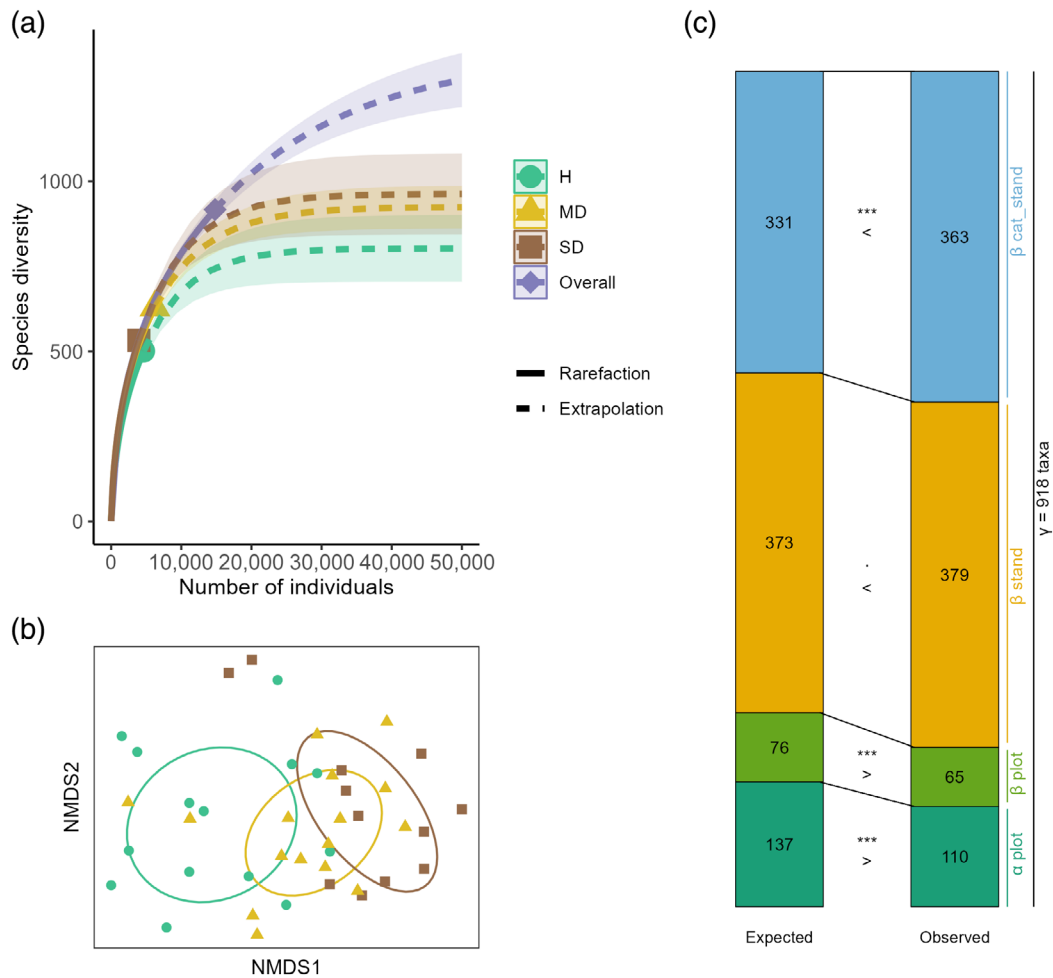 (a)
Species diversity
1000
500
0
0 10,000 20,000 30,000 40,000 50,000
Number of individuals
H
MD
SD
Overall
Rarefaction
Extrapolation
(b)
NMDS2
NMDS1
(c)
331
***
<
363
β cat_stand
373
.
<
379
β stand
76
***
>
65
β plot
137
***
>
110
α plot
γ = 918 taxa
Expected
Observed